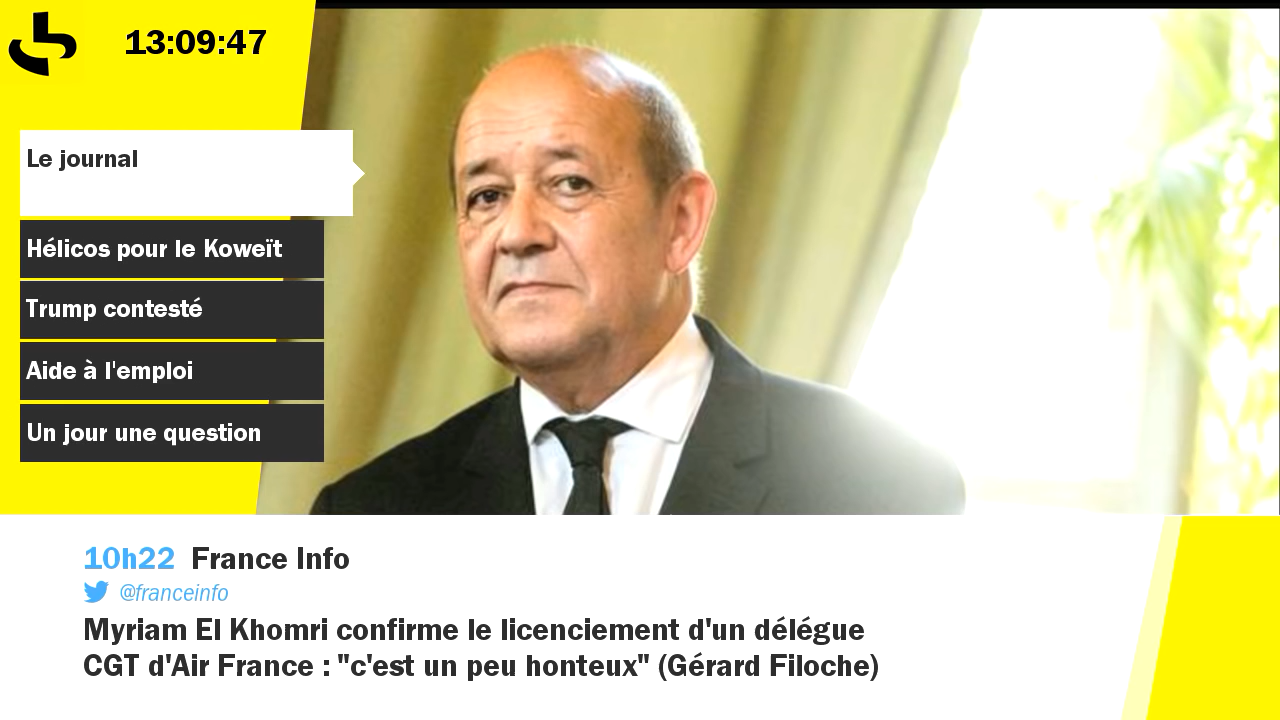 13:09:47
Le journal
Hélicos pour le Koweït
Trump contesté
Aide à l'emploi
Un jour une question
10h22 France Info
@franceinfo
Myriam El Khomri confirme le licenciement d'un délégue
CGT d'Air France : "c'est un peu honteux" (Gérard Filoche)